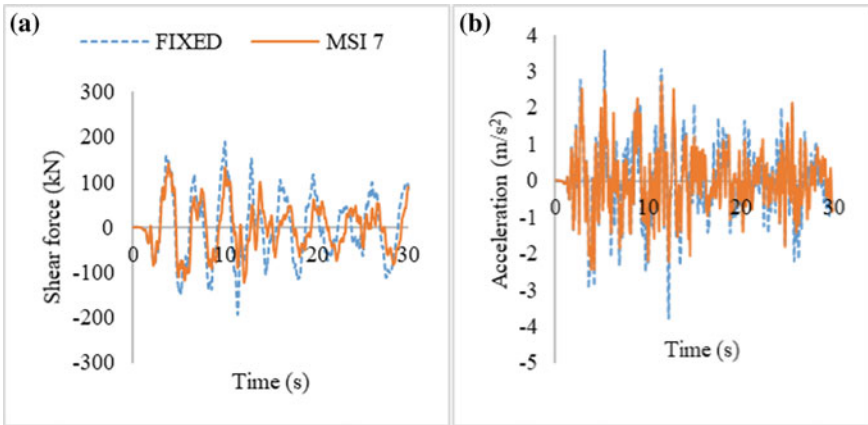 (a)
FIXED MSI 7
300
200
100
0
-100
-200
-300
0 10 20 30
Shear force (kN)
Time (s)
(b)
4
3
2
1
0
-1
-2
-3
-4
-5
0 10 20 30
Acceleration (m/s²)
Time (s)